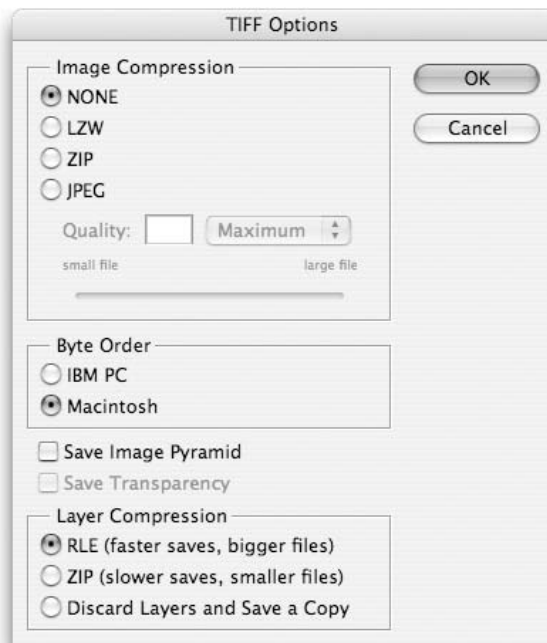 TIFF Options
Image Compression
NONE
LZW
ZIP
JPEG
Quality: Maximum
small file large file
OK
Cancel
Byte Order
IBM PC
Macintosh
Save Image Pyramid
Save Transparency
Layer Compression
RLE (faster saves, bigger files)
ZIP (slower saves, smaller files)
Discard Layers and Save a Copy